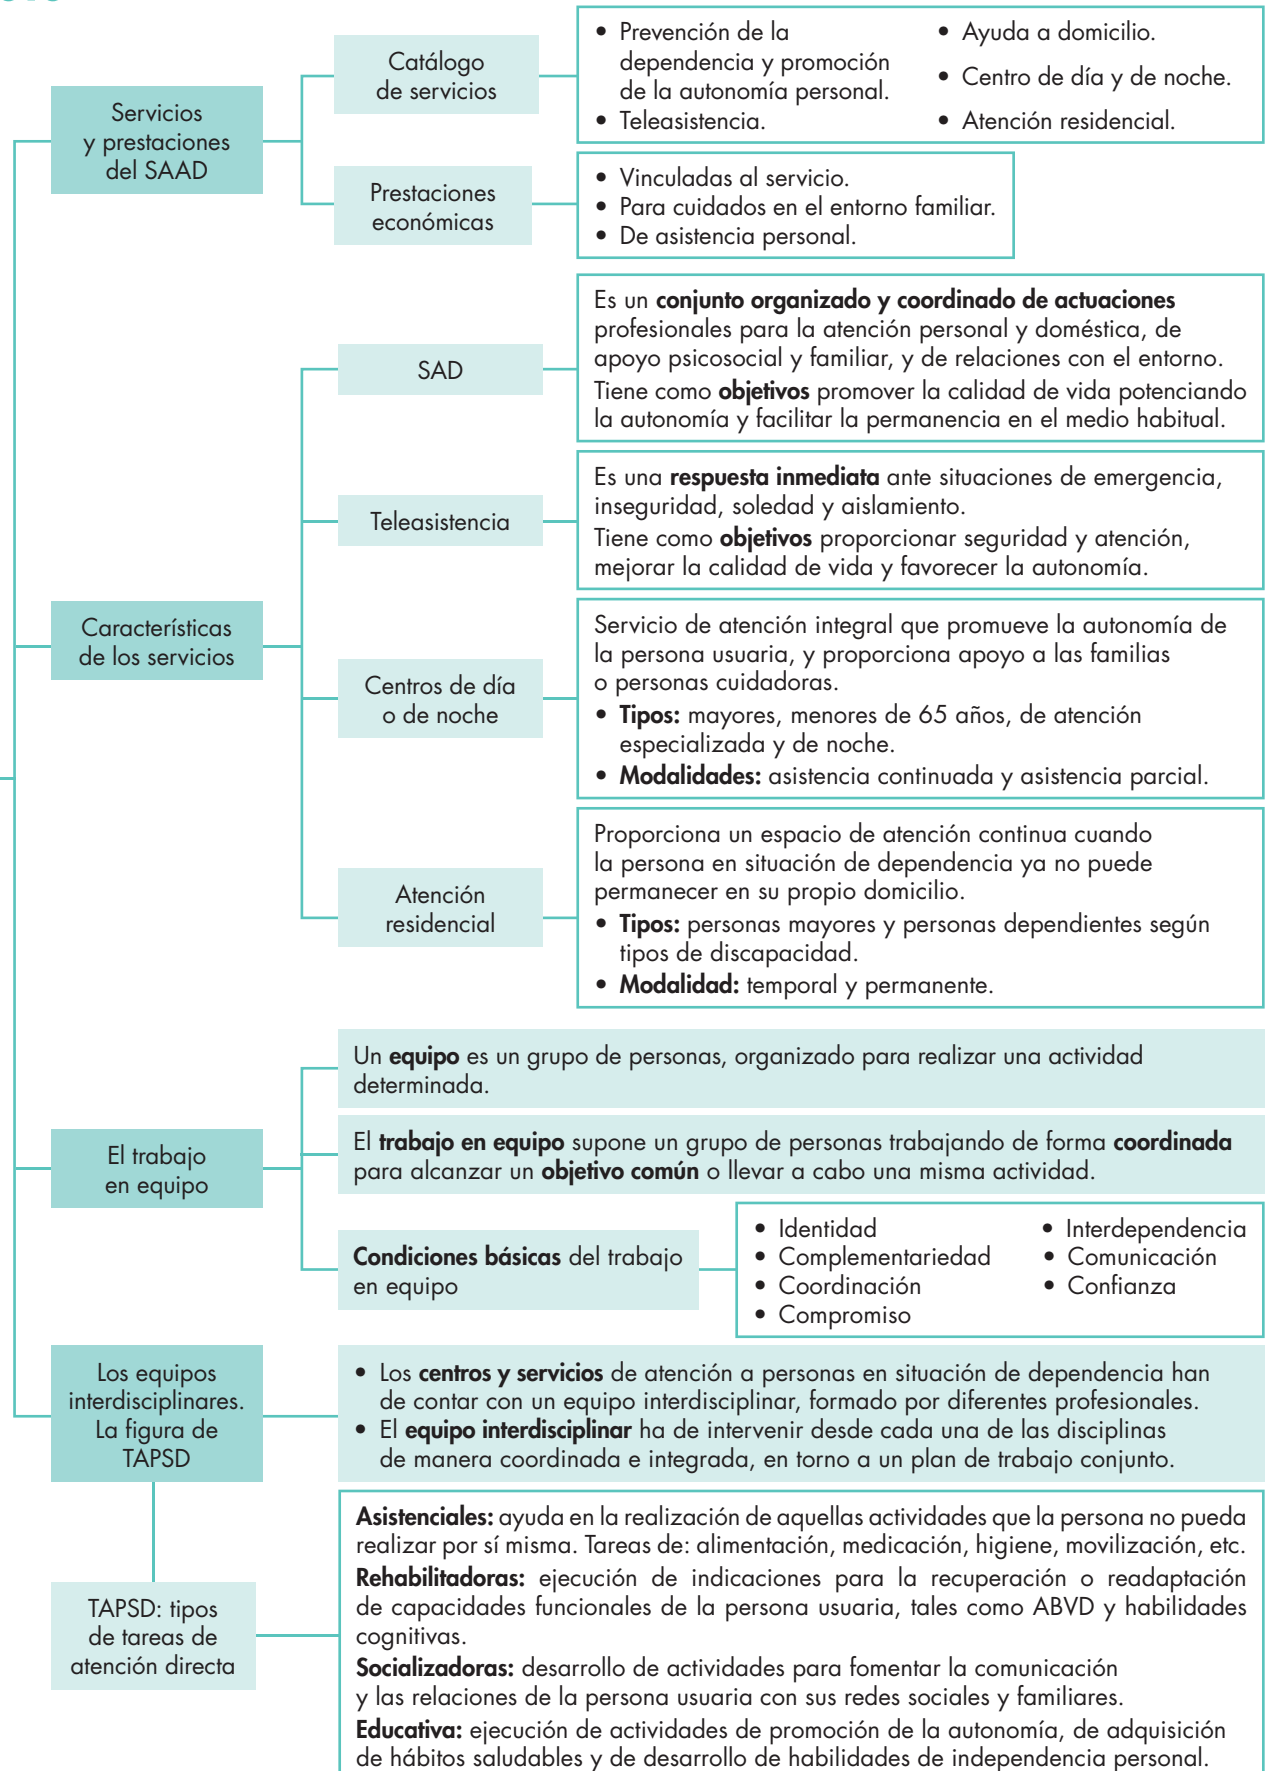 Servicios
y prestaciones
del SAAD
Catálogo
de servicios
• Prevención de la
dependencia y promoción
de la autonomía personal.
• Teleasistencia.
• Ayuda a domicilio.
• Centro de día y de noche.
• Atención residencial.
Prestaciones
económicas
• Vinculadas al servicio.
• Para cuidados en el entorno familiar.
• De asistencia personal.
Características
de los servicios
SAD
Es un conjunto organizado y coordinado de actuaciones
profesionales para la atención personal y doméstica, de
apoyo psicosocial y familiar, y de relaciones con el entorno.
Tiene como objetivos promover la calidad de vida potenciando
la autonomía y facilitar la permanencia en el medio habitual.
Teleasistencia
Es una respuesta inmediata ante situaciones de emergencia,
inseguridad, soledad y aislamiento.
Tiene como objetivos proporcionar seguridad y atención,
mejorar la calidad de vida y favorecer la autonomía.
Centros de día
o de noche
Servicio de atención integral que promueve la autonomía de
la persona usuaria, y proporciona apoyo a las familias
o personas cuidadoras.
• Tipos: mayores, menores de 65 años, de atención
especializada y de noche.
• Modalidades: asistencia continuada y asistencia parcial.
Atención
residencial
Proporciona un espacio de atención continua cuando
la persona en situación de dependencia ya no puede
permanecer en su propio domicilio.
• Tipos: personas mayores y personas dependientes según
tipos de discapacidad.
• Modalidad: temporal y permanente.
El trabajo
en equipo
Un equipo es un grupo de personas, organizado para realizar una actividad
determinada.
El trabajo en equipo supone un grupo de personas trabajando de forma coordinada
para alcanzar un objetivo común o llevar a cabo una misma actividad.
Condiciones básicas del trabajo
en equipo
• Identidad
• Complementariedad
• Coordinación
• Compromiso
• Interdependencia
• Comunicación
• Confianza
Los equipos
interdisciplinares.
La figura de
TAPSD
• Los centros y servicios de atención a personas en situación de dependencia han
de contar con un equipo interdisciplinar, formado por diferentes profesionales.
• El equipo interdisciplinar ha de intervenir desde cada una de las disciplinas
de manera coordinada e integrada, en torno a un plan de trabajo conjunto.
TAPSD: tipos
de tareas de
atención directa
Asistenciales: ayuda en la realización de aquellas actividades que la persona no pueda
realizar por sí misma. Tareas de: alimentación, medicación, higiene, movilización, etc.
Rehabilitadoras: ejecución de indicaciones para la recuperación o readaptación
de capacidades funcionales de la persona usuaria, tales como ABVD y habilidades
cognitivas.
Socializadoras: desarrollo de actividades para fomentar la comunicación
y las relaciones de la persona usuaria con sus redes sociales y familiares.
Educativa: ejecución de actividades de promoción de la autonomía, de adquisición
de hábitos saludables y de desarrollo de habilidades de independencia personal.